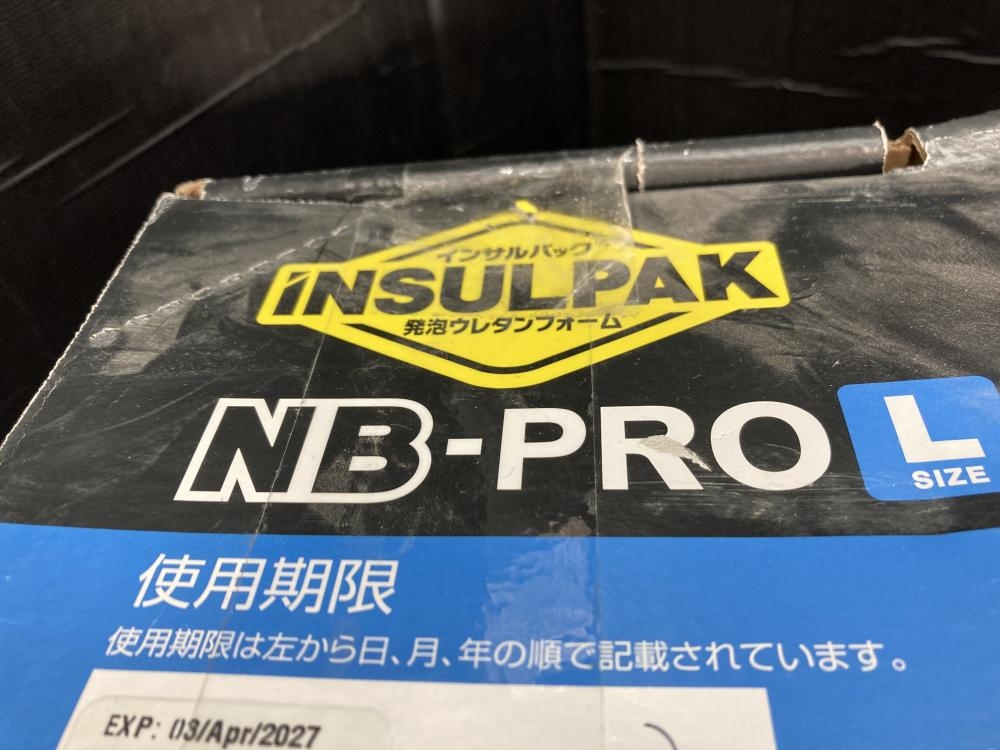 インサルパック
INSULPAK
発泡ウレタンフォーム
NB-PRO
L
SIZE
使用期限
使用期限は左から日、月、年の順で記載されています。
EXP: 03/Apr/2027